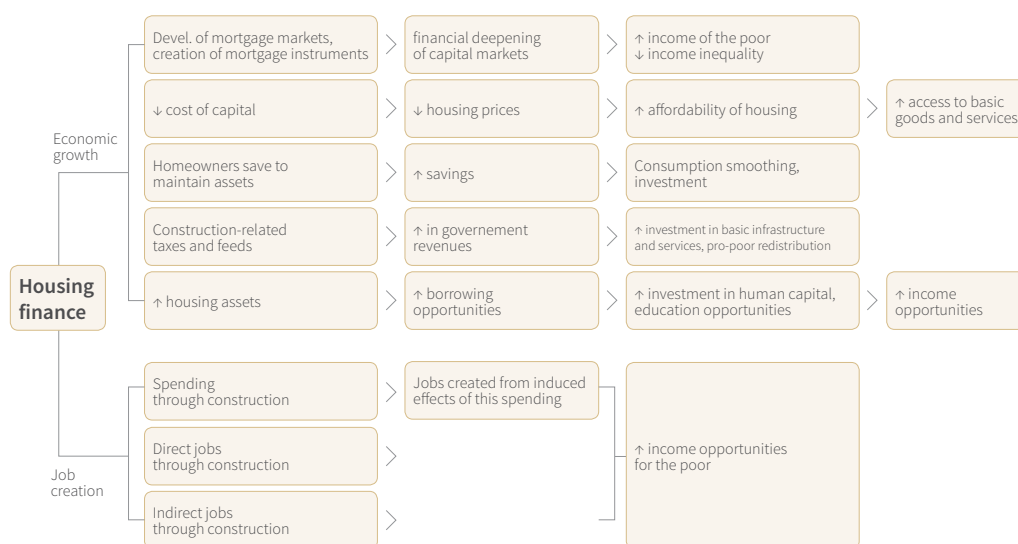 Housing
finance
Economic
growth
Devel. of mortgage markets,
creation of mortgage instruments
financial deepening
of capital markets
↑ income of the poor
↓ income inequality
↓ cost of capital
↓ housing prices
↑ affordability of housing
↑ access to basic
goods and services
Homeowners save to
maintain assets
↑ savings
Consumption smoothing,
investment
Construction-related
taxes and feeds
↑ in governement
revenues
↑ investment in basic infrastructure
and services, pro-poor redistribution
↑ housing assets
↑ borrowing
opportunities
↑ investment in human capital,
education opportunities
↑ income
opportunities
Job
creation
Spending
through construction
Jobs created from induced
effects of this spending
Direct jobs
through construction
Indirect jobs
through construction
↑ income opportunities
for the poor